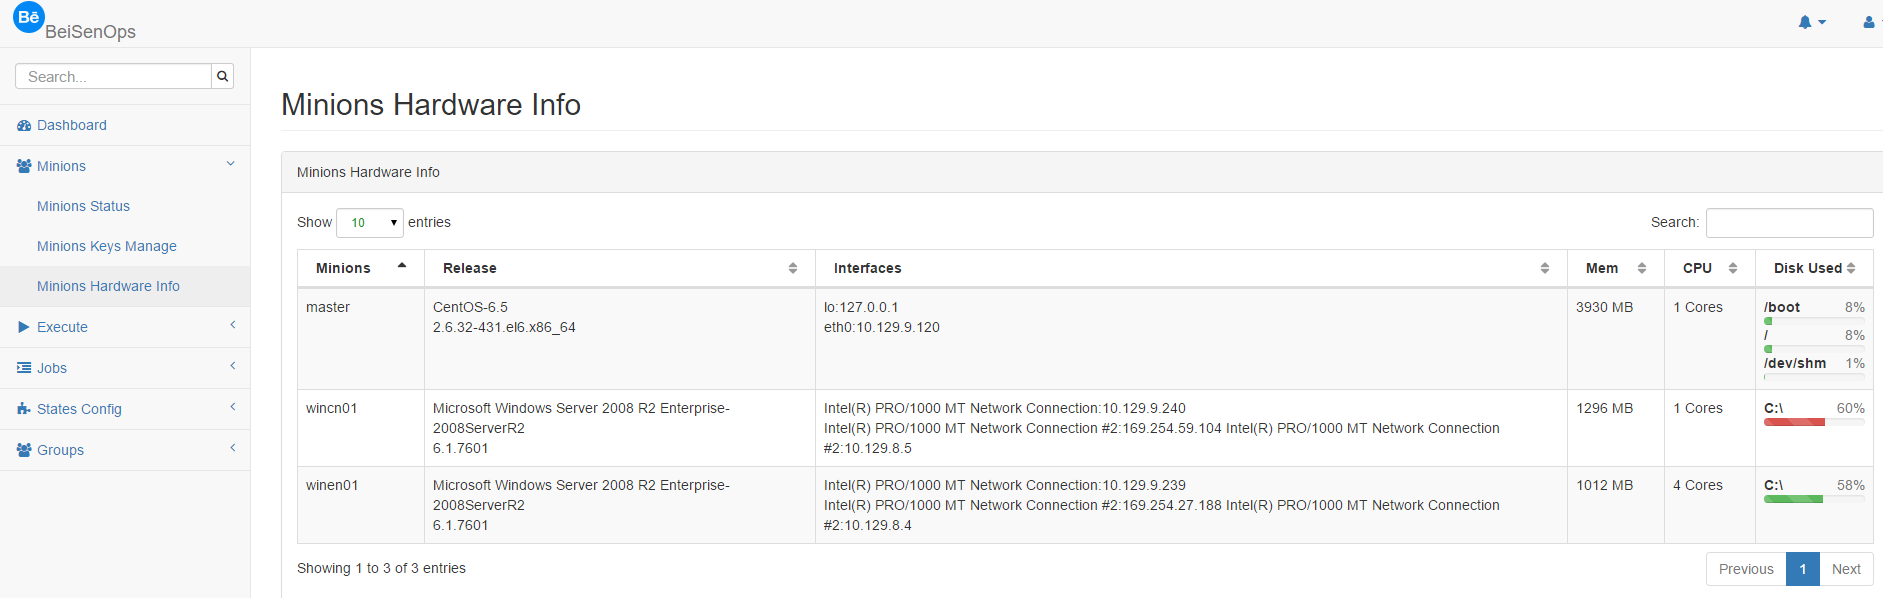 Bē
BeiSenOps
Search...
Dashboard
Minions
Minions Status
Minions Keys Manage
Minions Hardware Info
Execute
Jobs
States Config
Groups
Minions Hardware Info
Minions Hardware Info
Show 10 entries
Search:
Minions Release Interfaces Mem CPU Disk Used
master
CentOS-6.5
2.6.32-431.el6.x86_64
lo:127.0.0.1
eth0:10.129.9.120
3930 MB
1 Cores
/boot 8%
/ 8%
/dev/shm 1%
wincn01
Microsoft Windows Server 2008 R2 Enterprise-
2008ServerR2
6.1.7601
Intel(R) PRO/1000 MT Network Connection:10.129.9.240
Intel(R) PRO/1000 MT Network Connection #2:169.254.59.104 Intel(R) PRO/1000 MT Network Connection
#2:10.129.8.5
1296 MB
1 Cores
C:\ 60%
winen01
Microsoft Windows Server 2008 R2 Enterprise-
2008ServerR2
6.1.7601
Intel(R) PRO/1000 MT Network Connection:10.129.9.239
Intel(R) PRO/1000 MT Network Connection #2:169.254.27.188 Intel(R) PRO/1000 MT Network Connection
#2:10.129.8.4
1012 MB
4 Cores
C:\ 58%
Showing 1 to 3 of 3 entries
Previous 1 Next